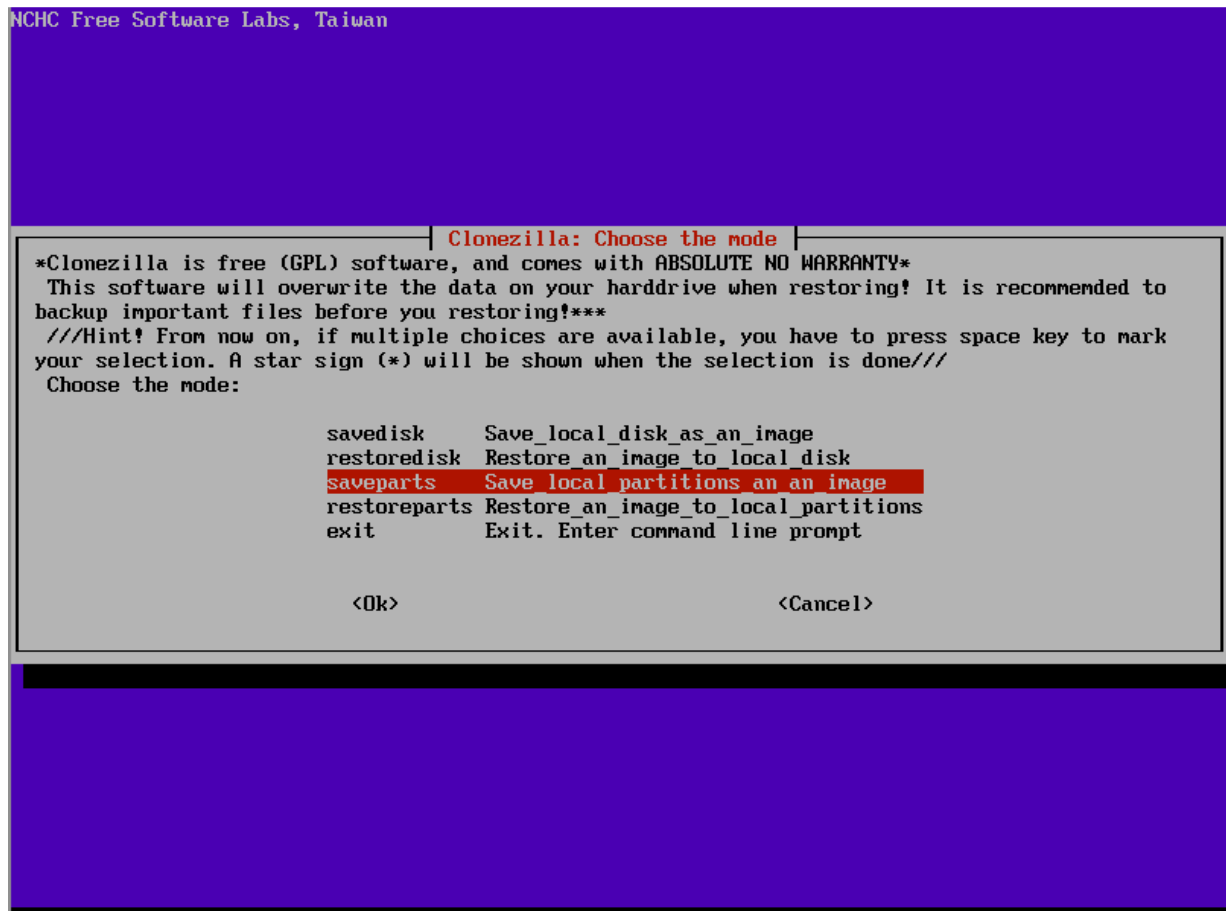 NCHC Free Software Labs, Taiwan
Clonezilla: Choose the mode
*Clonezilla is free (GPL) software, and comes with ABSOLUTE NO WARRANTY*
This software will overwrite the data on your harddrive when restoring! It is recommemded to
backup important files before you restoring!***
///Hint! From now on, if multiple choices are available, you have to press space key to mark
your selection. A star sign (*) will be shown when the selection is done///
Choose the mode:
savedisk Save_local_disk_as_an_image
restoredisk Restore_an_image_to_local_disk
saveparts Save_local_partitions_an_an_image
restoreparts Restore_an_image_to_local_partitions
exit Exit. Enter command line prompt
<Ok> <Cancel>